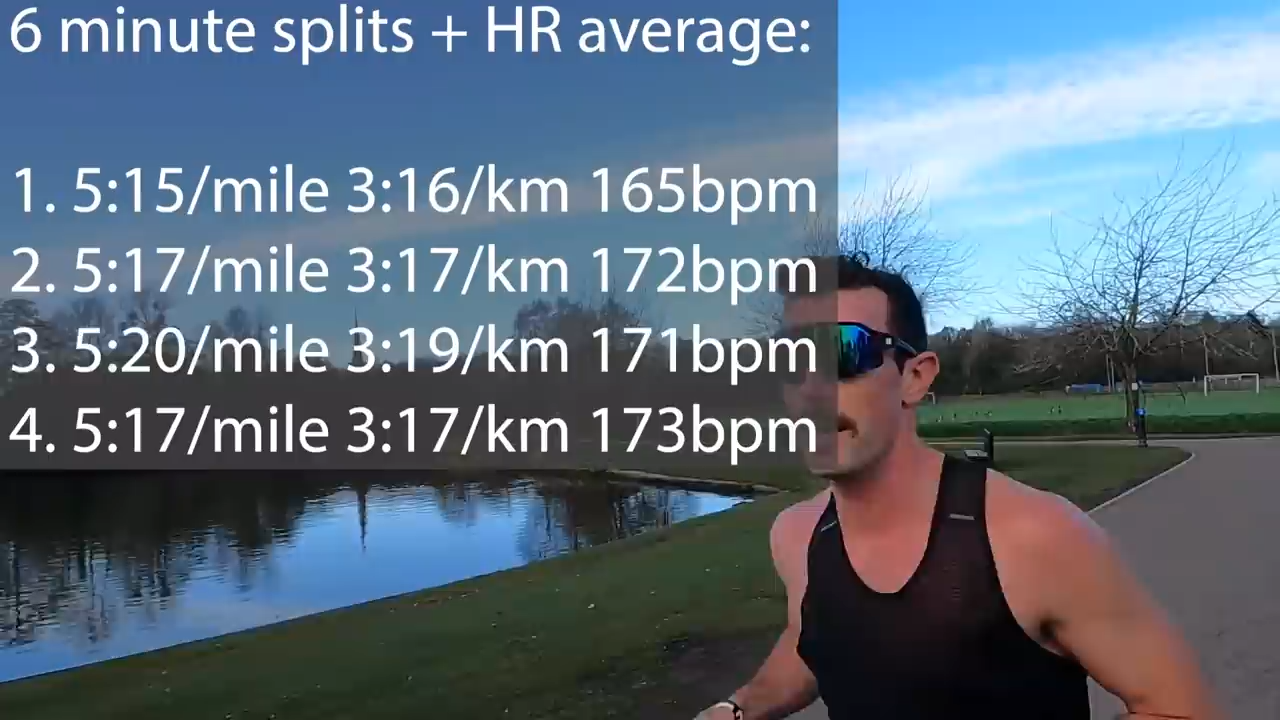 6 minute splits + HR average:
1. 5:15/mile 3:16/km 165bpm
2. 5:17/mile 3:17/km 172bpm
3. 5:20/mile 3:19/km 171bpm
4. 5:17/mile 3:17/km 173bpm